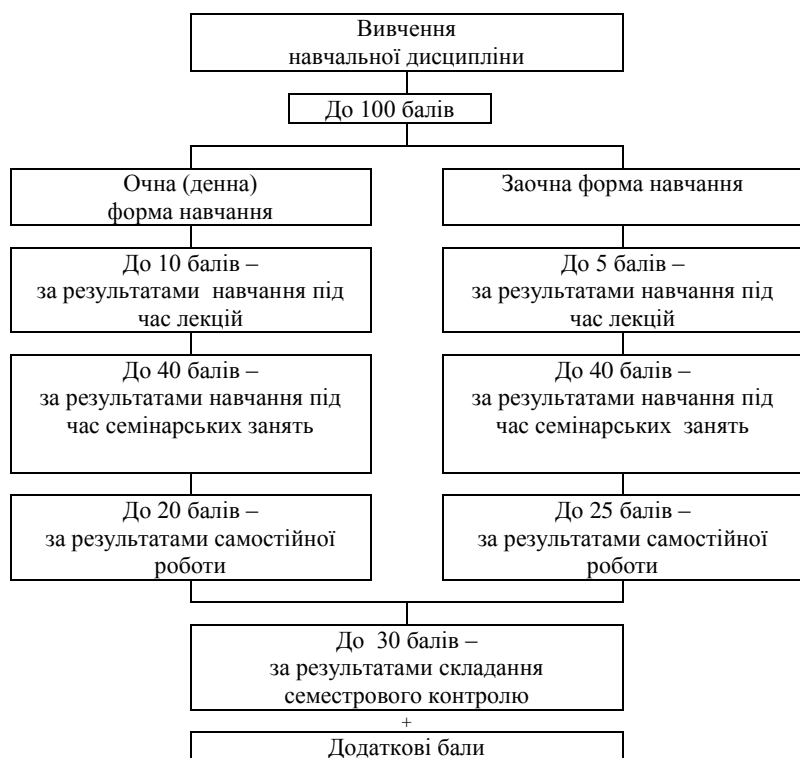 Вивчення
навчальної дисципліни
До 100 балів
Очна (денна)
форма навчання
До 10 балів –
за результатами навчання під
час лекцій
До 40 балів –
за результатами навчання під
час семінарських занять
До 20 балів –
за результатами самостійної
роботи
Заочна форма навчання
До 5 балів –
за результатами навчання під
час лекцій
До 40 балів –
за результатами навчання під
час семінарських занять
До 25 балів –
за результатами самостійної
роботи
До 30 балів –
за результатами складання
семестрового контролю
+
Додаткові бали